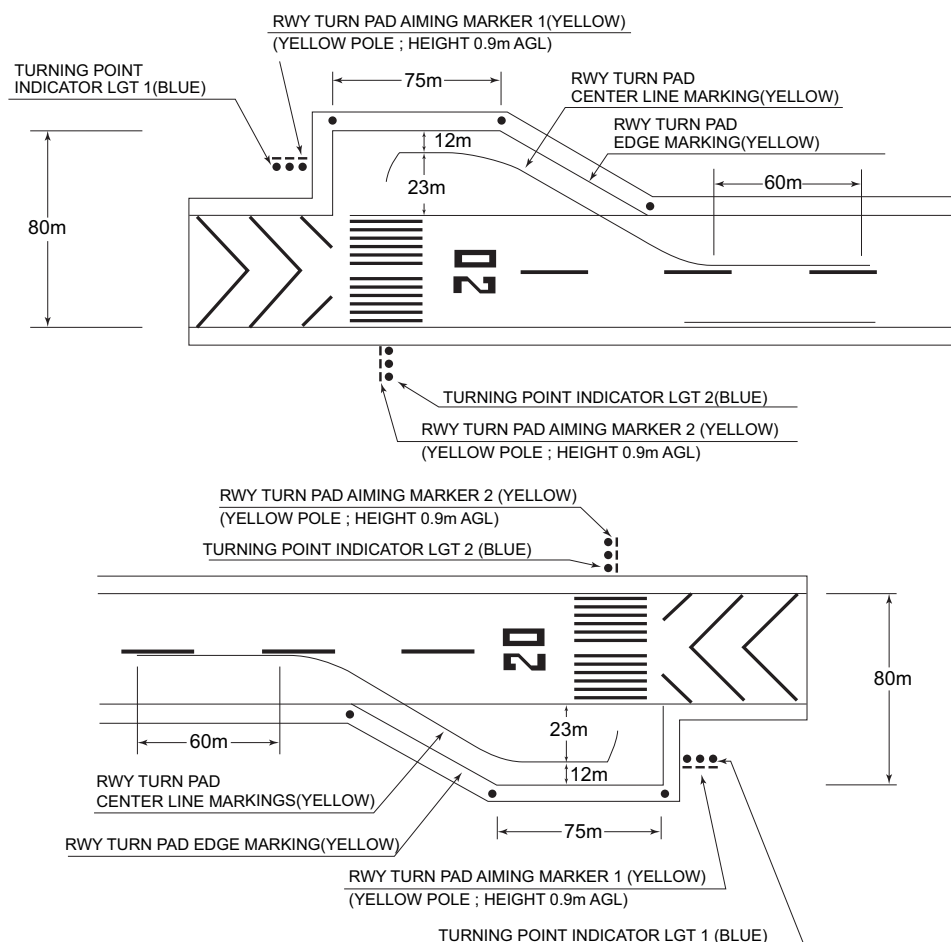 RWY TURN PAD AIMING MARKER 1(YELLOW)
(YELLOW POLE ; HEIGHT 0.9m AGL)
TURNING POINT
INDICATOR LGT 1(BLUE)
75m
RWY TURN PAD
CENTER LINE MARKING(YELLOW)
RWY TURN PAD
EDGE MARKING(YELLOW)
12m
23m
60m
80m
02
TURNING POINT INDICATOR LGT 2(BLUE)
RWY TURN PAD AIMING MARKER 2 (YELLOW)
(YELLOW POLE ; HEIGHT 0.9m AGL)
RWY TURN PAD AIMING MARKER 2 (YELLOW)
(YELLOW POLE ; HEIGHT 0.9m AGL)
TURNING POINT INDICATOR LGT 2 (BLUE)
20
80m
23m
60m
12m
RWY TURN PAD
CENTER LINE MARKINGS(YELLOW)
75m
RWY TURN PAD EDGE MARKING(YELLOW)
RWY TURN PAD AIMING MARKER 1 (YELLOW)
(YELLOW POLE ; HEIGHT 0.9m AGL)
TURNING POINT INDICATOR LGT 1 (BLUE)